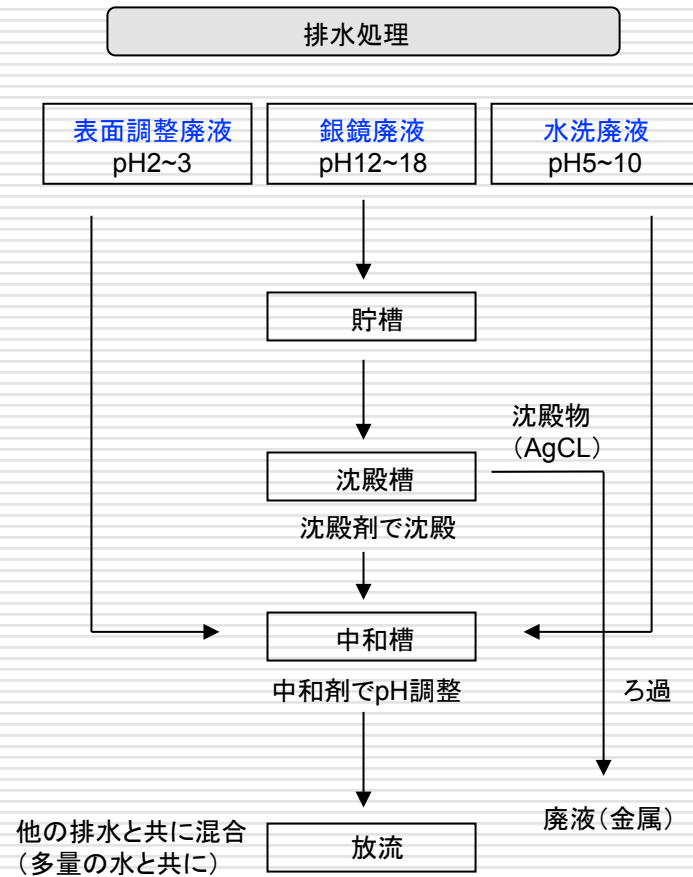 排水処理
表面調整廃液
pH2~3
銀鏡廃液
pH12~18
水洗廃液
pH5~10
貯槽
沈殿物
（AgCL）
沈殿槽
沈殿剤で沈殿
中和槽
中和剤でpH調整
ろ過
廃液（金属）
他の排水と共に混合
（多量の水と共に）
放流